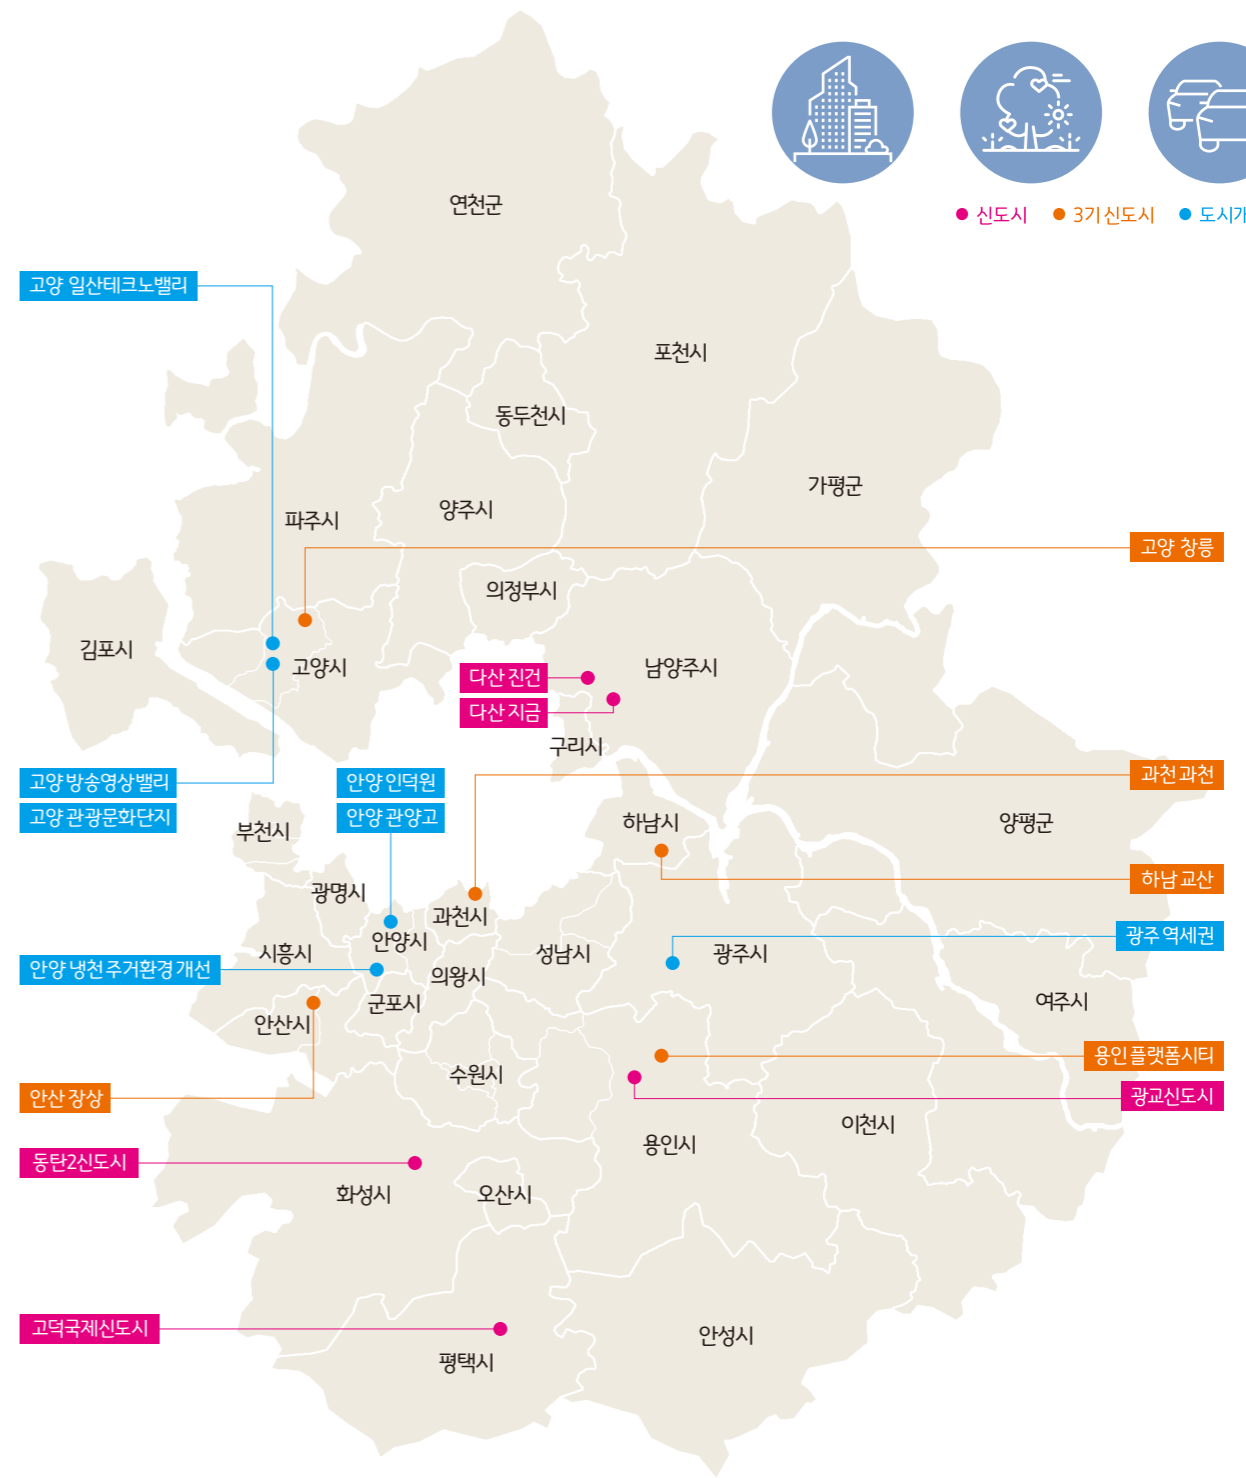 연천군
신도시
3기 신도시
도시개
고양 일산테크노밸리
포천시
동두천시
가평군
양주시
파주시
고양 창릉
의정부시
김포시
고양시
남양주시
다산 진건
다산 지금
구리시
고양 방송영상밸리
고양 관광문화단지
안양 인덕원
안양 관양고
과천 과천
부천시
하남시
양평군
광명시
하남 교산
과천시
안양시
시흥시
성남시
광주시
광주 역세권
안양 냉천 주거환경 개선
의왕시
군포시
여주시
안산시
용인 플랫폼시티
수원시
안산 장상
광교신도시
이천시
용인시
동탄2신도시
화성시
오산시
고덕국제신도시
안성시
평택시